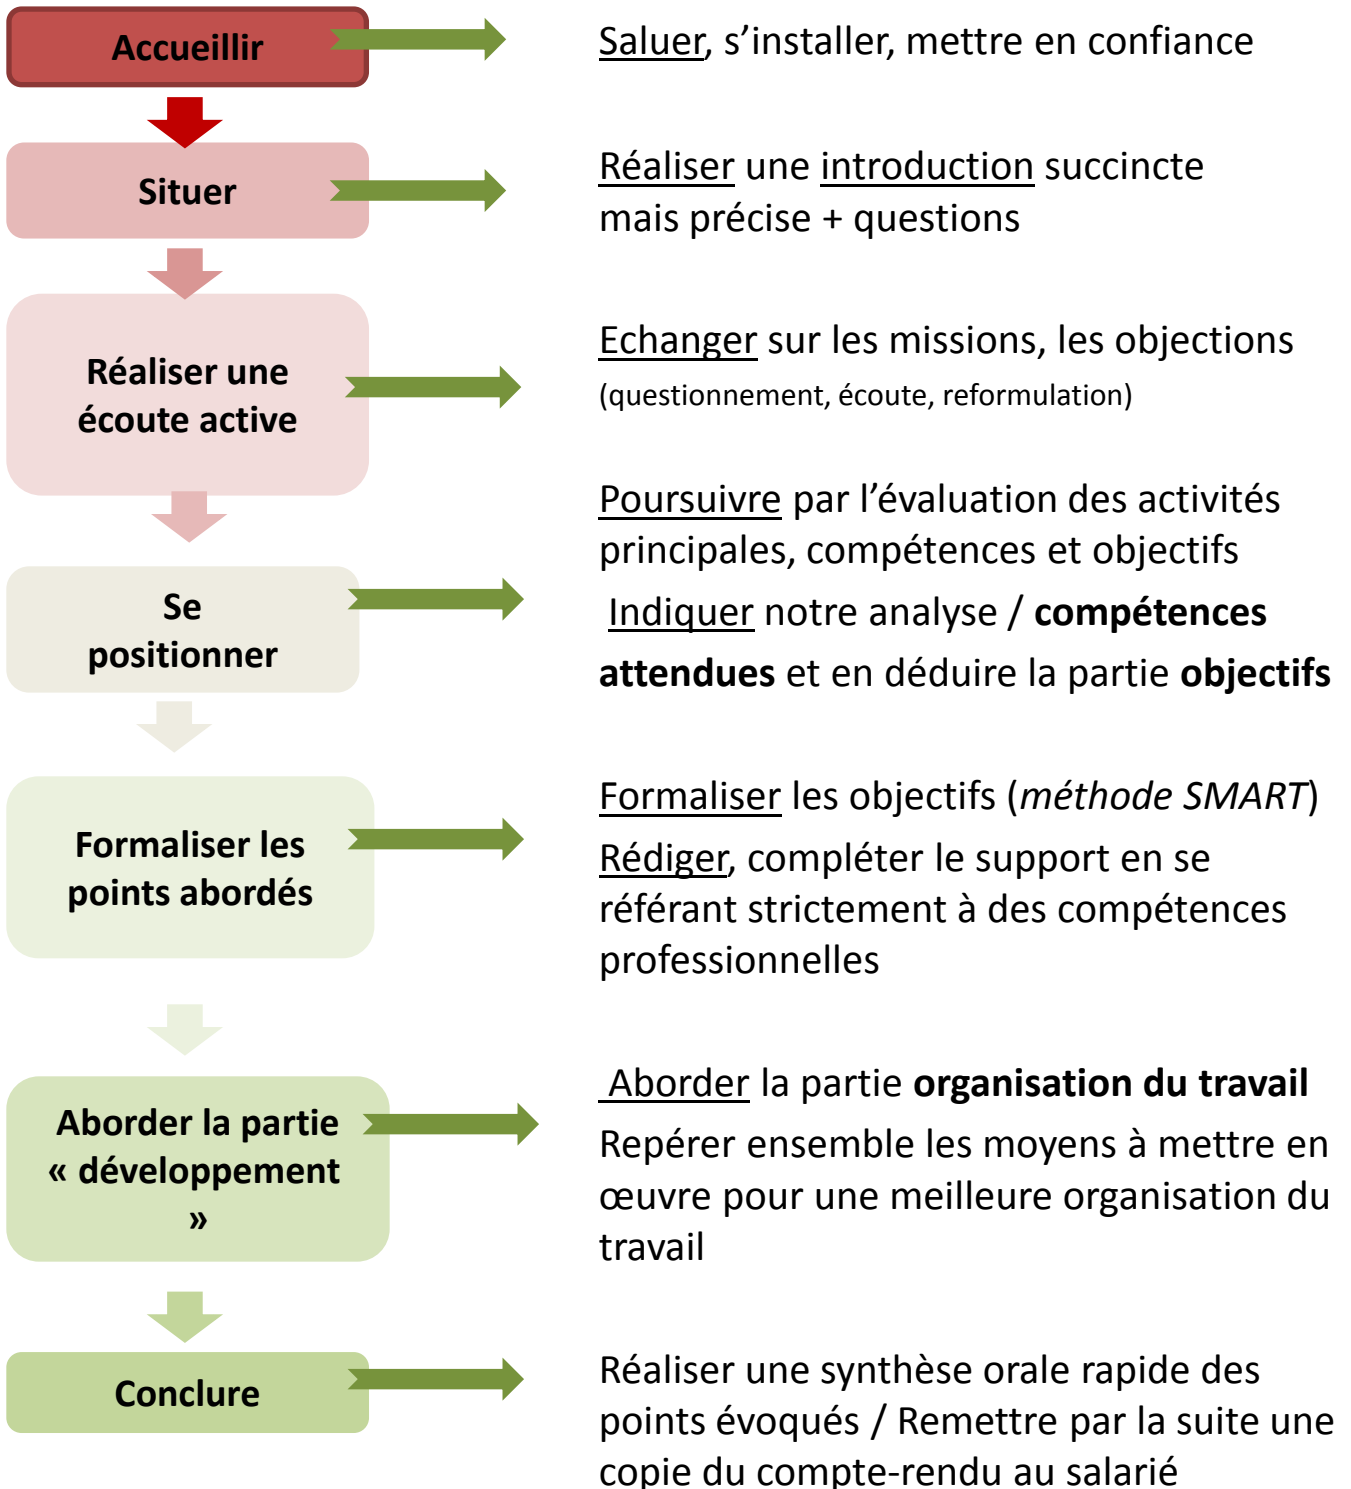 Accueillir
Saluer, s’installer, mettre en confiance
Situer
Réaliser une introduction succincte
mais précise + questions
Réaliser une
écoute active
Echanger sur les missions, les objections
(questionnement, écoute, reformulation)
Se
positionner
Poursuivre par l’évaluation des activités
principales, compétences et objectifs
Indiquer notre analyse / compétences
attendues et en déduire la partie objectifs
Formaliser les
points abordés
Formaliser les objectifs (méthode SMART)
Rédiger, compléter le support en se
référant strictement à des compétences
professionnelles
Aborder la partie
« développement
»
Aborder la partie organisation du travail
Repérer ensemble les moyens à mettre en
œuvre pour une meilleure organisation du
travail
Conclure
Réaliser une synthèse orale rapide des
points évoqués / Remettre par la suite une
copie du compte-rendu au salarié